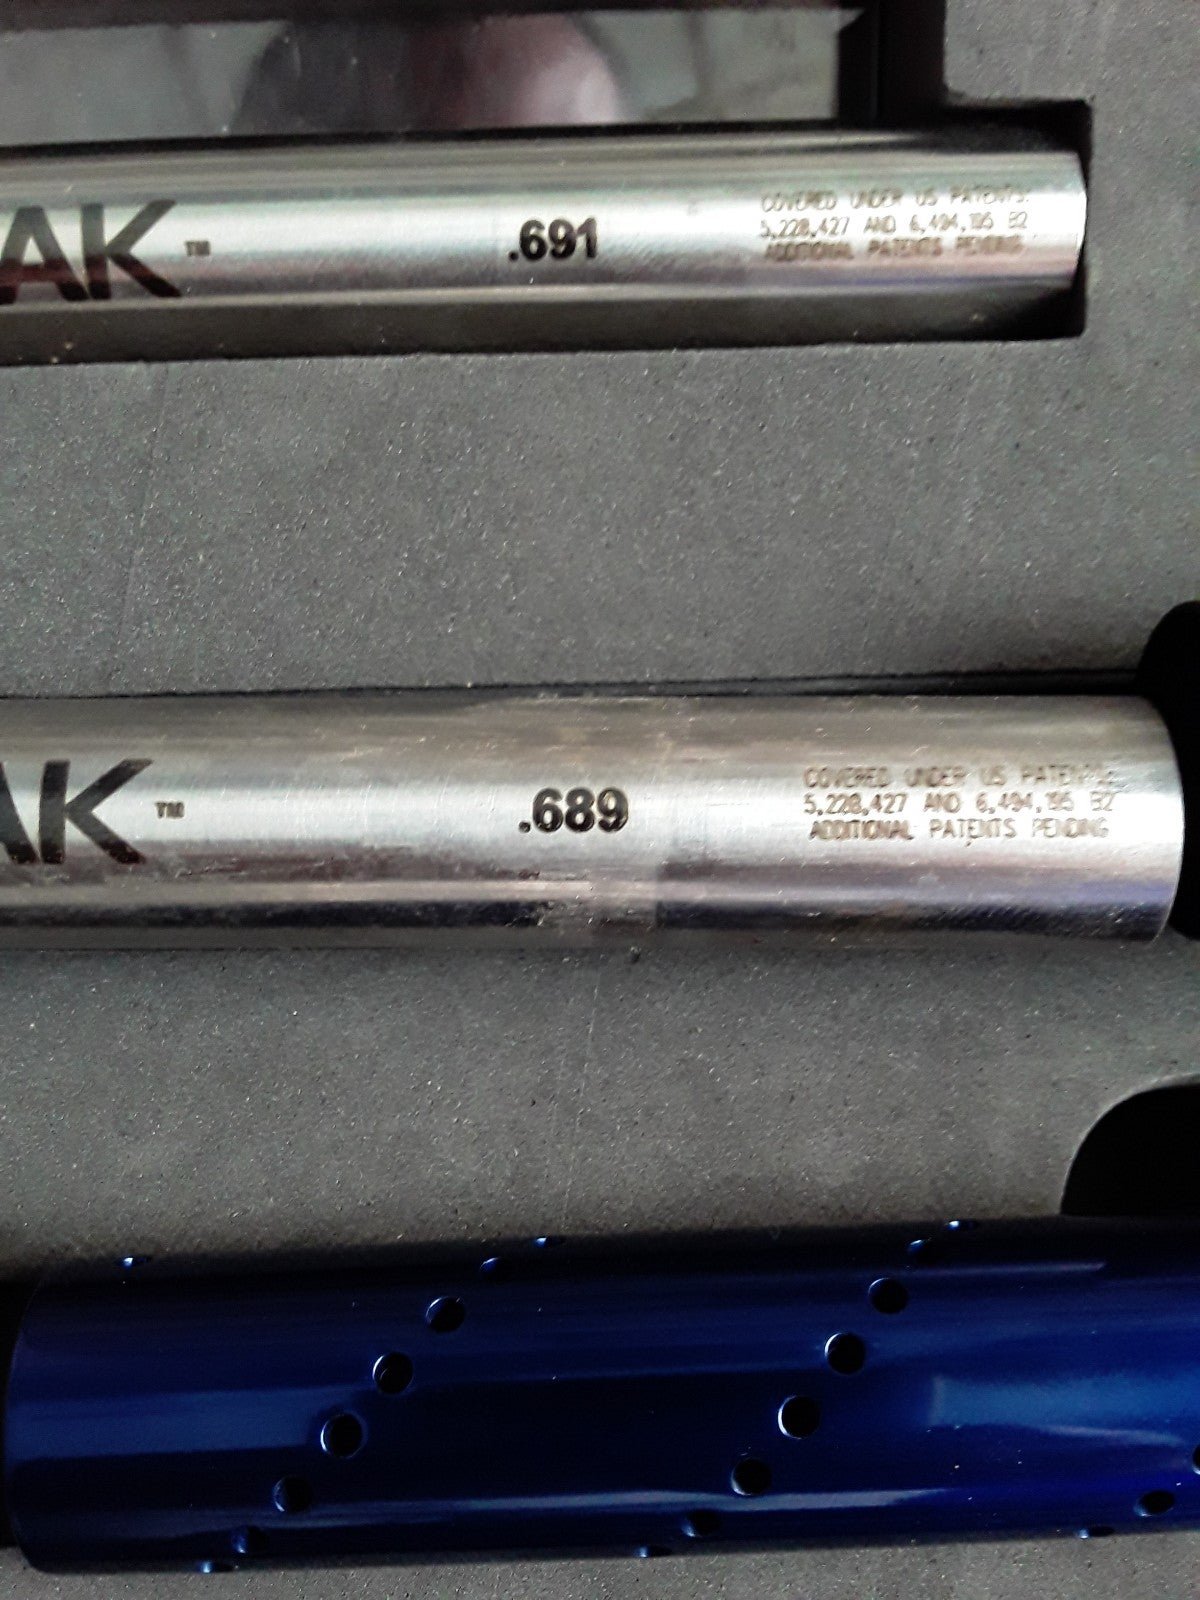 AK™
.691
COVERED UNDER US PATENTS:
5,228,427 AND 6,494,195 B2
ADDITIONAL PATENTS PENDING
AK™
.689
COVERED UNDER US PATENTS:
5,228,427 AND 6,494,195 B2
ADDITIONAL PATENTS PENDING